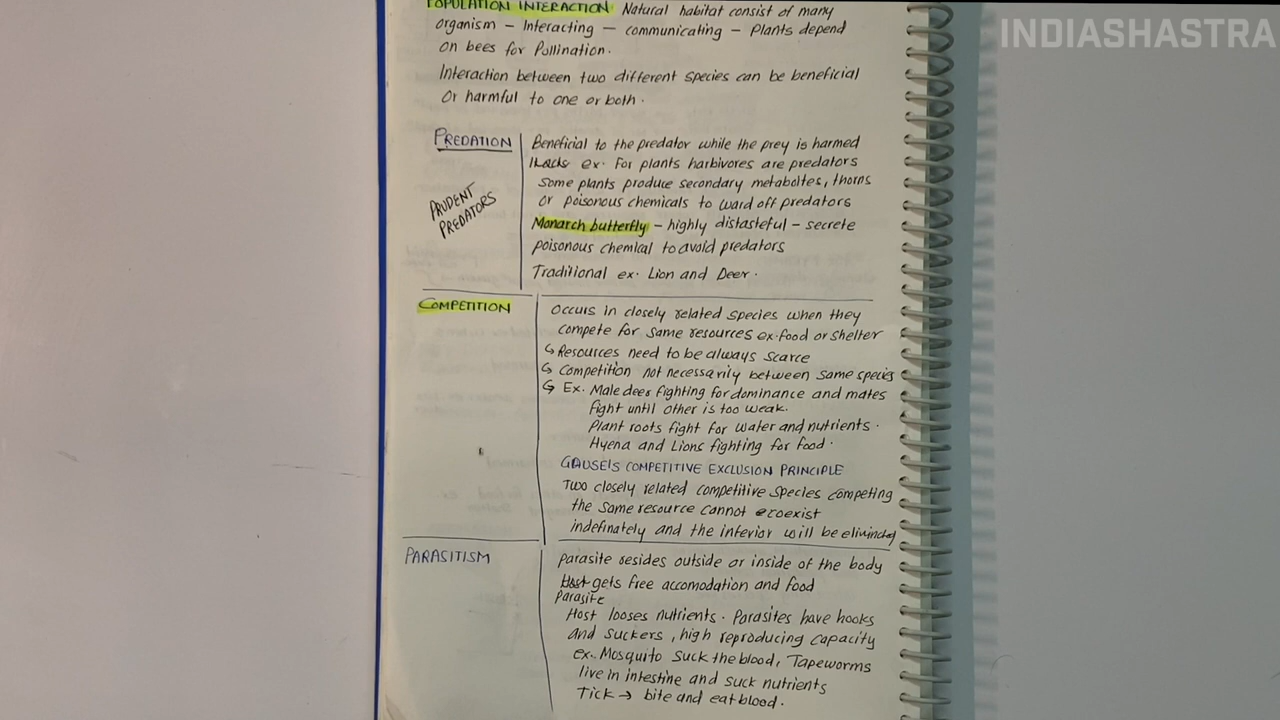 POPULATION INTERACTION Natural habitat consist of many
organism – Interacting – communicating – Plants depend
on bees for Pollination.
Interaction between two different species can be beneficial
or harmful to one or both.
INDIASHASTRA
PREDATION
Beneficial to the predator while the prey is harmed
ex. For plants harbivores are predators
Some plants produce secondary metaboltes, thorns
or poisonous chemicals to ward off predators
PRUDENT
PREDATORS
Monarch butterfly – highly distasteful – secrete
poisonous chemical to avoid predators
Traditional ex. Lion and Deer.
COMPETITION
Occurs in closely related species when they
compete for same resources ex-food or shelter
↳ Resources need to be always scarce
↳ Competition not necessarity between same species
↳ Ex. Male deer fighting for dominance and mates
fight until other is too weak.
Plant roots fight for water and nutrients.
Hyena and Lions fighting for food.
GAUSE'S COMPETITIVE EXCLUSION PRINCIPLE
Two closely related competitive species competing
the same resource cannot coexist
indefinately and the inferior will be
PARASITISM
parasite resides outside or inside of the body
Host gets free accomodation and food
Parasite
Host looses nutrients. Parasites have hooks
and suckers, high reproducing capacity
ex. Mosquito suck the blood, Tapeworms
live in intestine and suck nutrients
Tick → bite and eat blood.